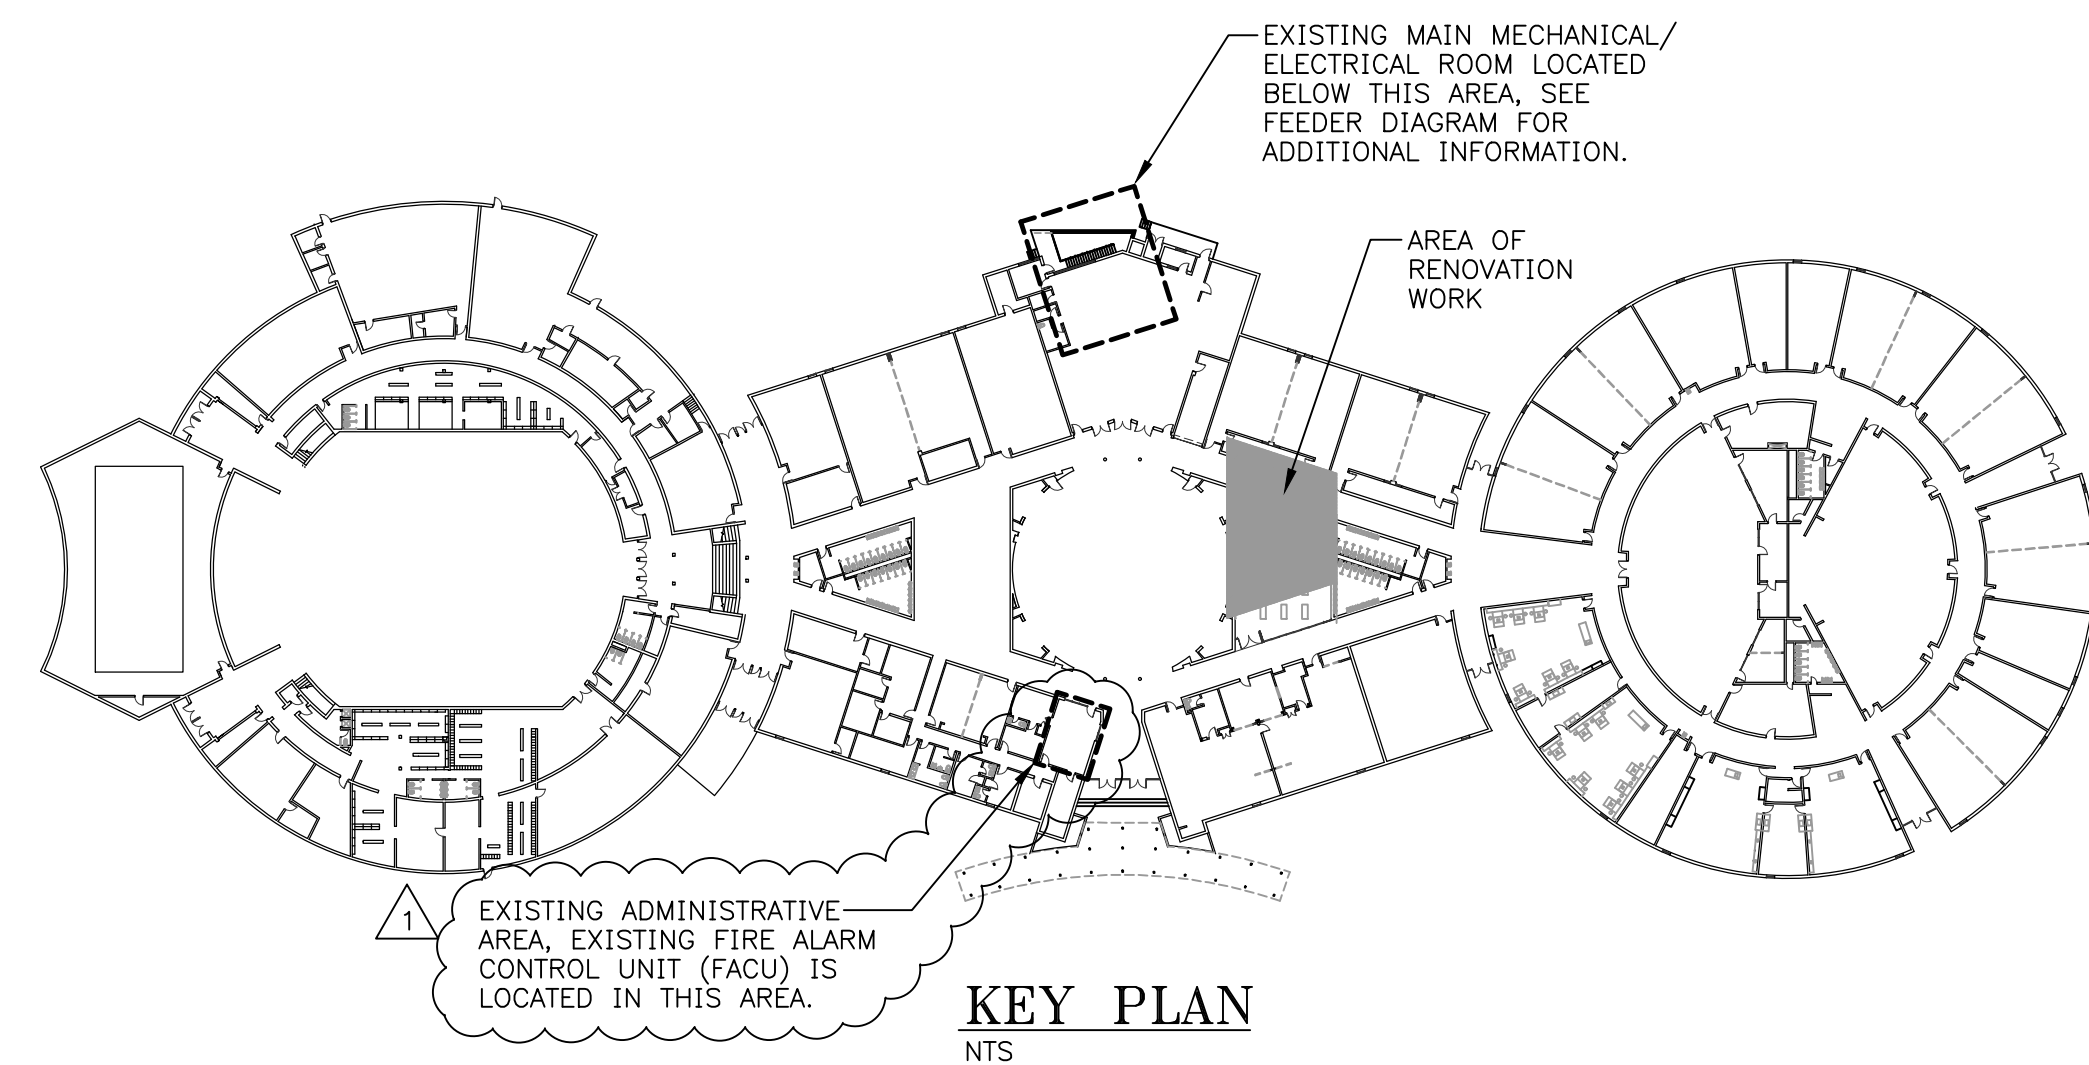 EXISTING MAIN MECHANICAL/
ELECTRICAL ROOM LOCATED
BELOW THIS AREA, SEE
FEEDER DIAGRAM FOR
ADDITIONAL INFORMATION.
AREA OF
RENOVATION
WORK
1
EXISTING ADMINISTRATIVE
AREA, EXISTING FIRE ALARM
CONTROL UNIT (FACU) IS
LOCATED IN THIS AREA.
KEY PLAN
NTS